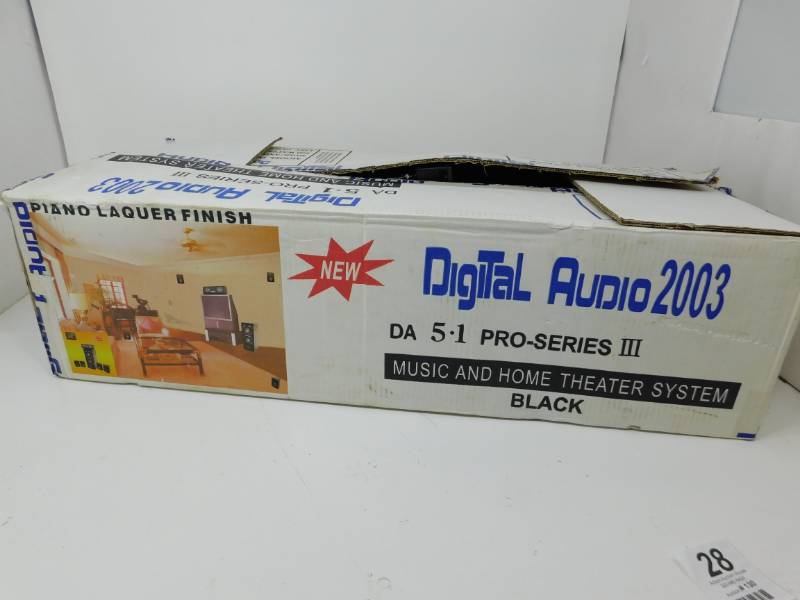 DIGITAL AUDIO 2003
DA 5.1 PRO-SERIES III
MUSIC AND HOME THEATER
PIANO LAQUER FINISH
NEW
DIGITAL AUDIO 2003
DA 5.1 PRO-SERIES III
MUSIC AND HOME THEATER SYSTEM
BLACK
28